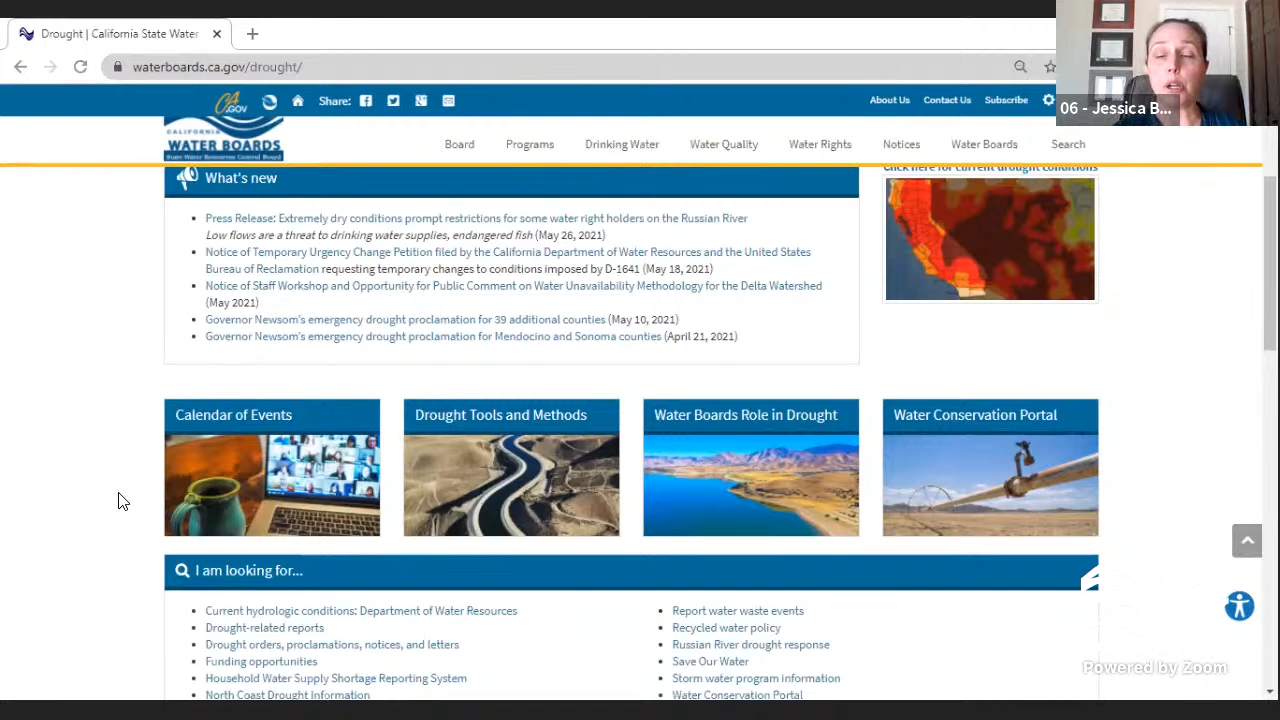 Drought | California State Water
waterboards.ca.gov/drought/
06 - Jessica B...
CA.GOV
Share:
About Us
Contact Us
Subscribe
CALIFORNIA
WATER BOARDS
State Water Resources Control Board
Board
Programs
Drinking Water
Water Quality
Water Rights
Notices
Water Boards
Search
What's new
Click here for current drought conditions
Press Release: Extremely dry conditions prompt restrictions for some water right holders on the Russian River
Low flows are a threat to drinking water supplies, endangered fish (May 26, 2021)
Notice of Temporary Urgency Change Petition filed by the California Department of Water Resources and the United States
Bureau of Reclamation requesting temporary changes to conditions imposed by D-1641 (May 18, 2021)
Notice of Staff Workshop and Opportunity for Public Comment on Water Unavailability Methodology for the Delta Watershed
(May 2021)
Governor Newsom's emergency drought proclamation for 39 additional counties (May 10, 2021)
Governor Newsom's emergency drought proclamation for Mendocino and Sonoma counties (April 21, 2021)
Calendar of Events
Drought Tools and Methods
Water Boards Role in Drought
Water Conservation Portal
I am looking for...
Current hydrologic conditions: Department of Water Resources
Drought-related reports
Drought orders, proclamations, notices, and letters
Funding opportunities
Household Water Supply Shortage Reporting System
North Coast Drought Information
Report water waste events
Recycled water policy
Russian River drought response
Save Our Water
Storm water program information
Water Conservation Portal
Powered by Zoom